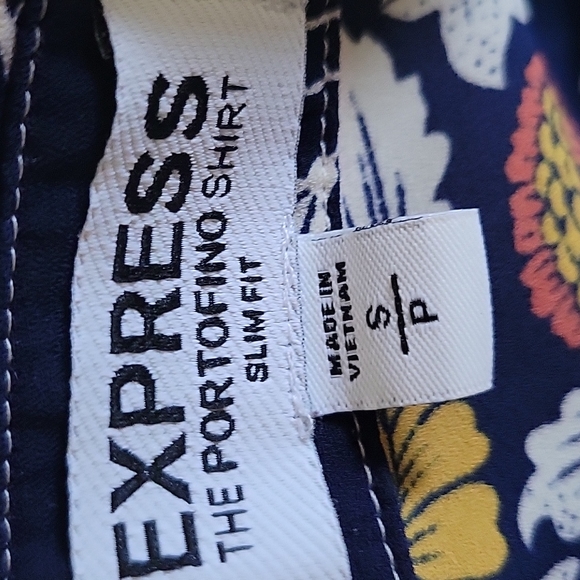 EXPRESS
THE PORTOFINO SHIRT
SLIM FIT
MADE IN
VIETNAM
S
P